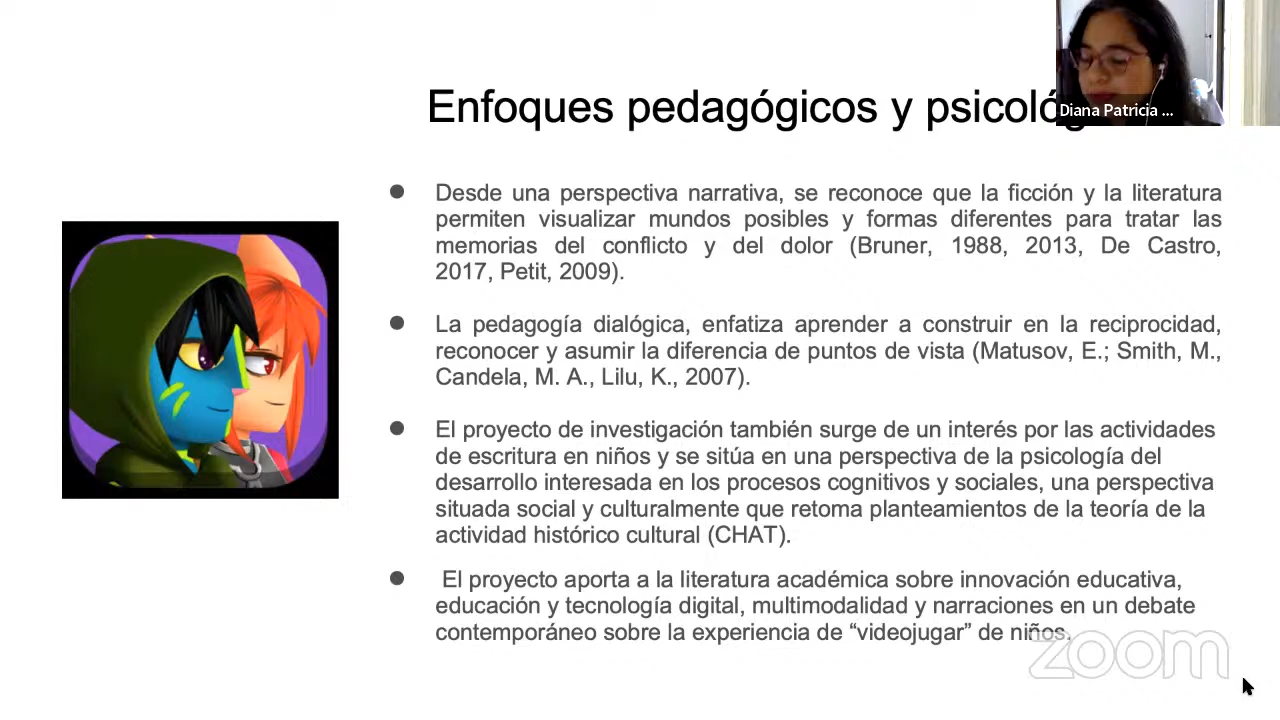 Enfoques pedagógicos y
Diana Patricia ...
Desde una perspectiva narrativa, se reconoce que la ficción y la literatura
permiten visualizar mundos posibles y formas diferentes para tratar las
memorias del conflicto y del dolor (Bruner, 1988, 2013, De Castro,
2017, Petit, 2009).
La pedagogía dialógica, enfatiza aprender a construir en la reciprocidad,
reconocer y asumir la diferencia de puntos de vista (Matusov, E.; Smith, M.,
Candela, M. A., Lilu, K., 2007).
El proyecto de investigación también surge de un interés por las actividades
de escritura en niños y se sitúa en una perspectiva de la psicología del
desarrollo interesada en los procesos cognitivos y sociales, una perspectiva
situada social y culturalmente que retoma planteamientos de la teoría de la
actividad histórico cultural (CHAT).
El proyecto aporta a la literatura académica sobre innovación educativa,
educación y tecnología digital, multimodalidad y narraciones en un debate
contemporáneo sobre la experiencia de “videojugar” de niños.
zoom